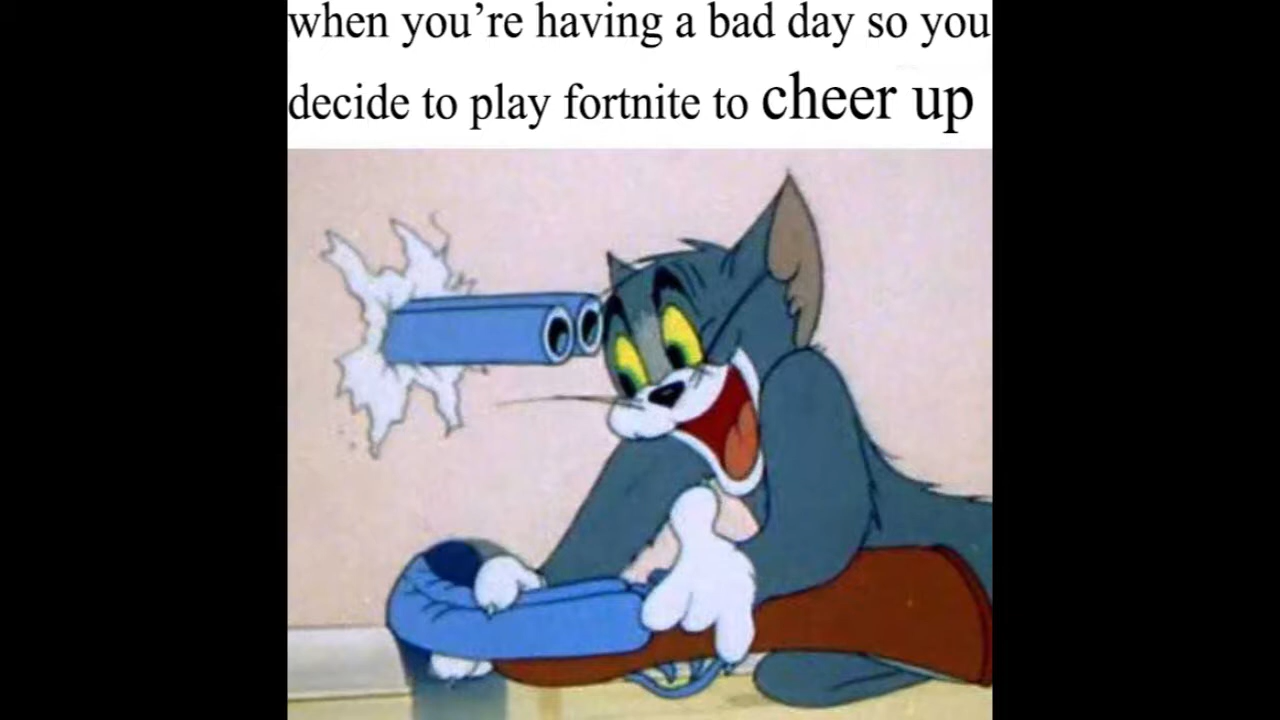 when you’re having a bad day so you
decide to play fortnite to cheer up